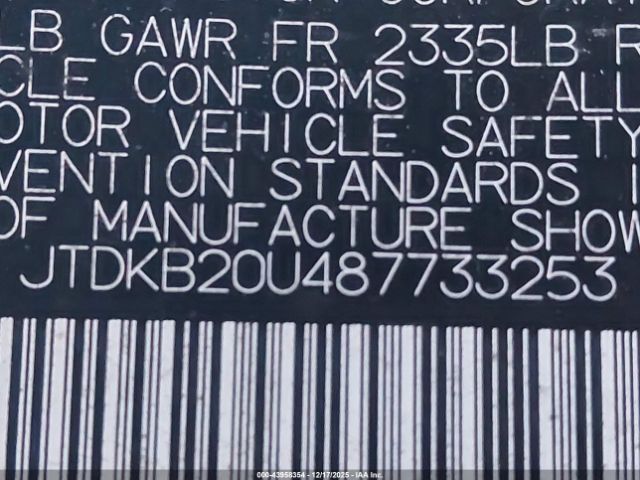 LB GAWR FR 2335LB R
CLE CONFORMS TO ALL
OTOR VEHICLE SAFETY
VENTION STANDARDS
OF MANUFACTURE SHOW
JTDKB20U487733253
000-43958354 - 12/17/2025 - IAA Inc.